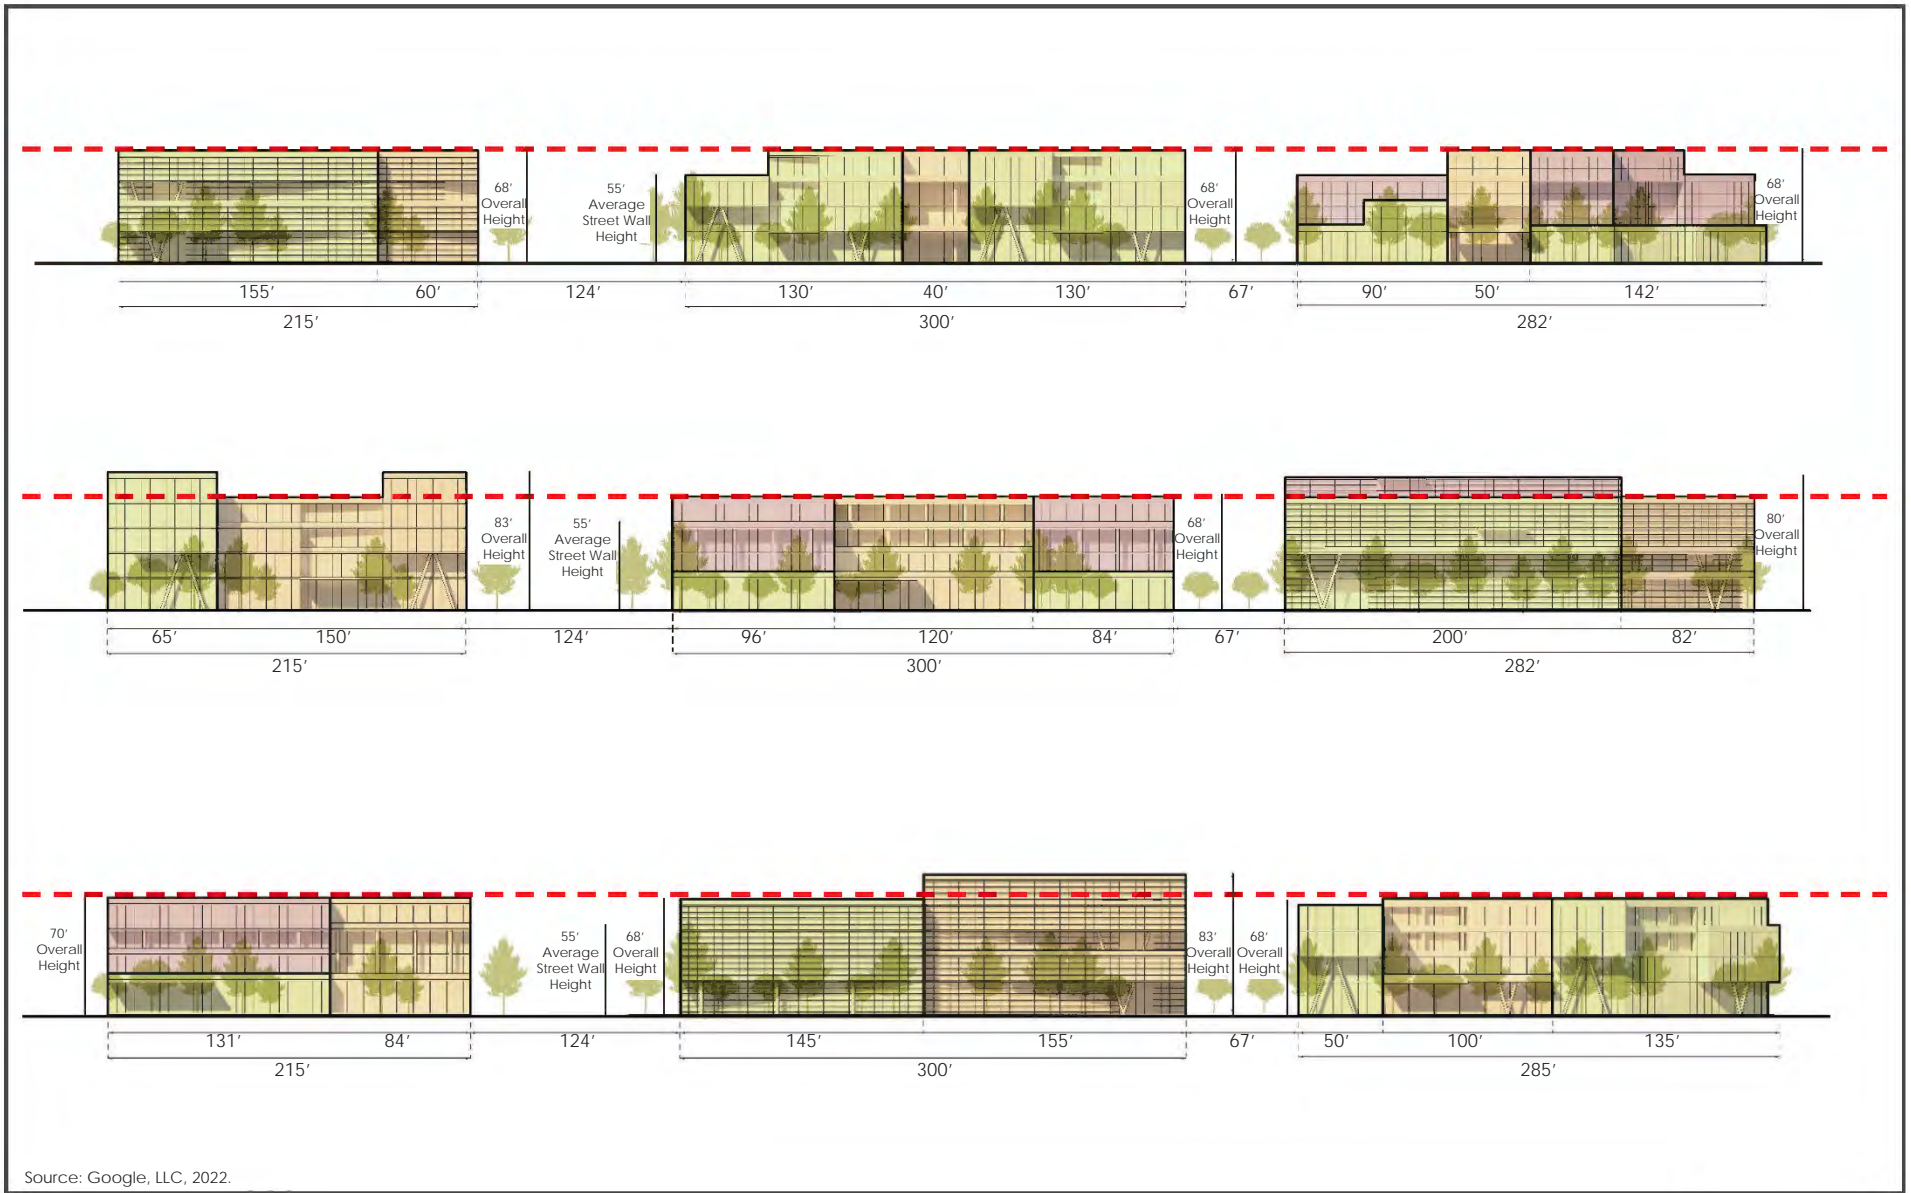 68’
Overall
Height
55’
Average
Street Wall
Height
68’
Overall
Height
68’
Overall
Height
155’ 60’ 124’ 130’ 40’ 130’ 67’ 90’ 50’ 142’
215’ 300’ 282’
83’
Overall
Height
55’
Average
Street Wall
Height
68’
Overall
Height
80’
Overall
Height
65’ 150’ 124’ 96’ 120’ 84’ 67’ 200’ 82’
215’ 300’ 282’
70’
Overall
Height
55’
Average
Street Wall
Height
68’
Overall
Height
83’
Overall
Height
68’
Overall
Height
131’ 84’ 124’ 145’ 155’ 67’ 50’ 100’ 135’
215’ 300’ 285’
Source: Google, LLC, 2022.